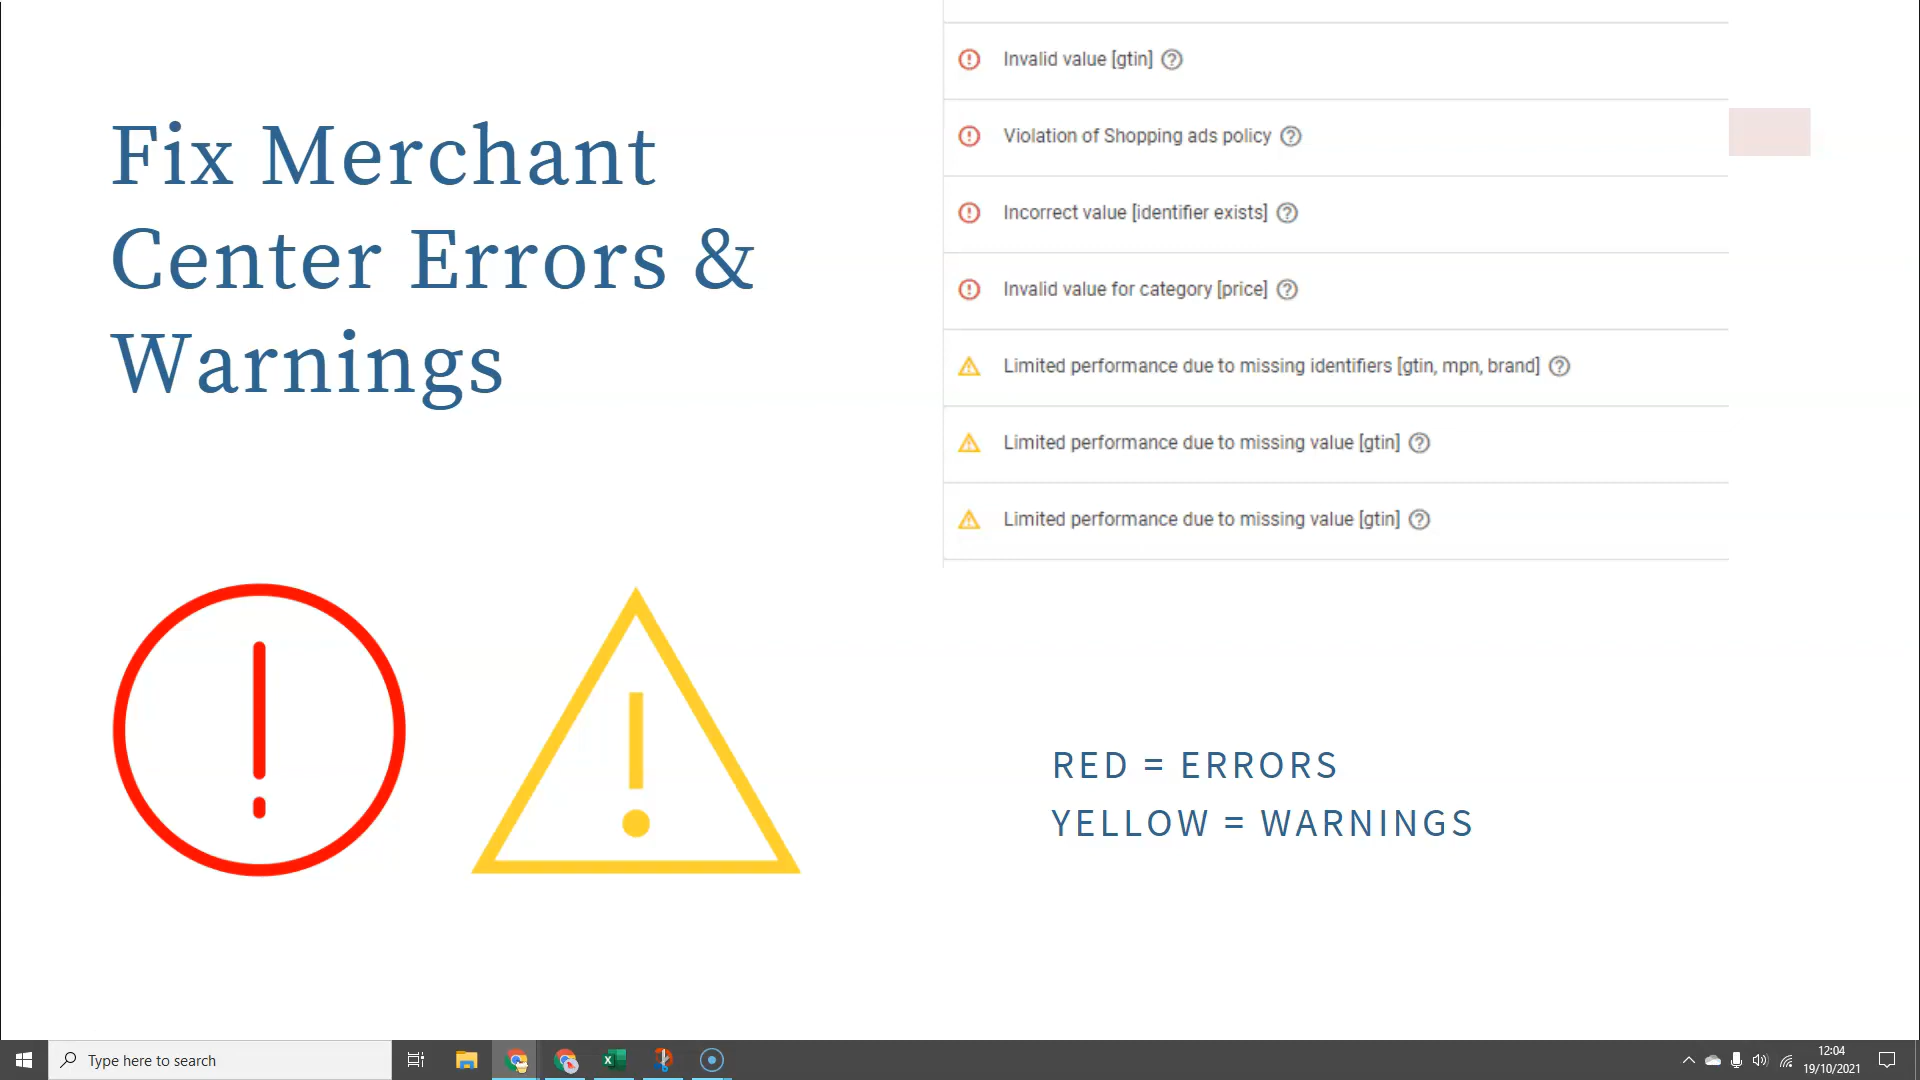 Fix Merchant
Center Errors &
Warnings
Invalid value [gtin]
Violation of Shopping ads policy
Incorrect value [identifier exists]
Invalid value for category [price]
Limited performance due to missing identifiers [gtin, mpn, brand]
Limited performance due to missing value [gtin]
Limited performance due to missing value [gtin]
RED = ERRORS
YELLOW = WARNINGS
Type here to search
12:04
19/10/2021